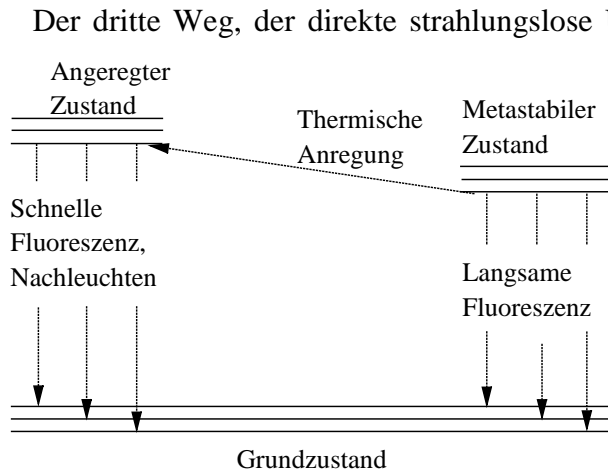 Der dritte Weg, der direkte strahlungslose
Angeregter
Zustand
Thermische
Anregung
Metastabiler
Zustand
Schnelle
Fluoreszenz,
Nachleuchten
Langsame
Fluoreszenz
Grundzustand